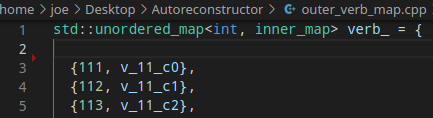 home > joe > Desktop > Autoreconstructor > C++ outer_verb_map.cpp
1 std::unordered_map<int, inner_map> verb_ = {
2
3 {111, v_11_c0},
4 {112, v_11_c1},
5 {113, v_11_c2},